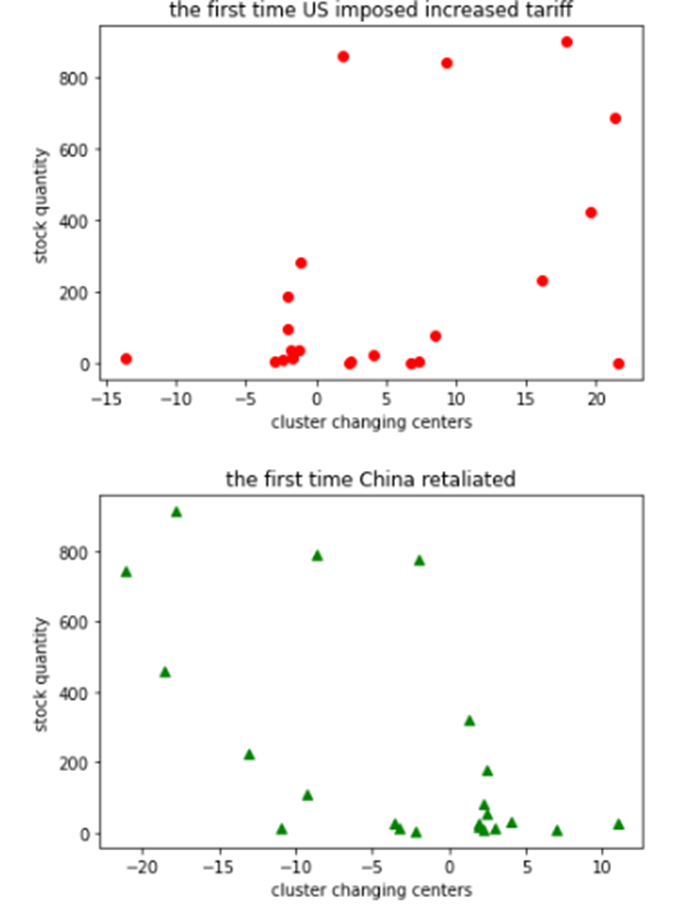 the first time US imposed increased tariff
800
600
400
200
0
stock quantity
−15 −10 −5 0 5 10 15 20
cluster changing centers
the first time China retaliated
800
600
400
200
0
stock quantity
−20 −15 −10 −5 0 5 10
cluster changing centers